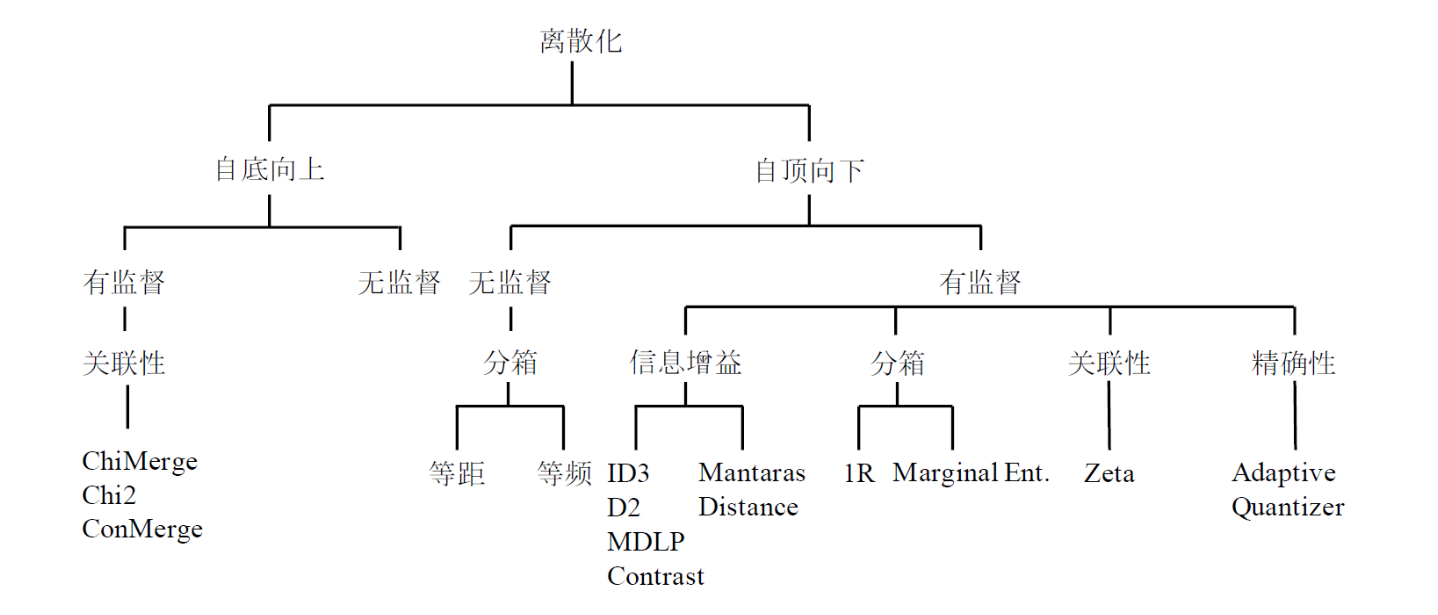 离散化
自底向上
自顶向下
有监督
无监督
无监督
有监督
关联性
分箱
信息增益
分箱
关联性
精确性
ChiMerge
Chi2
ConMerge
等距
等频
ID3
D2
MDLP
Contrast
Mantaras
Distance
1R
Marginal Ent.
Zeta
Adaptive
Quantizer